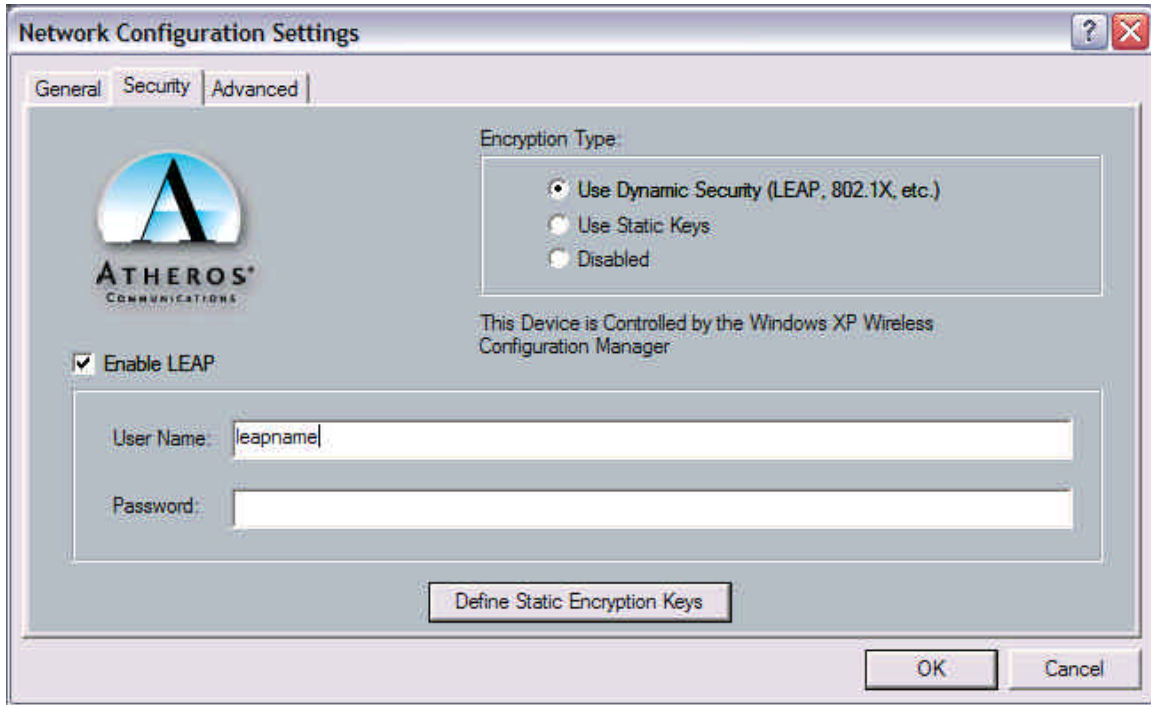 Network Configuration Settings
?
General
Security
Advanced
ATHEROS®
COMMUNICATIONS
Encryption Type:
Use Dynamic Security (LEAP, 802.1X, etc.)
Use Static Keys
Disabled
This Device is Controlled by the Windows XP Wireless
Configuration Manager
Enable LEAP
User Name:
leapname
Password:
Define Static Encryption Keys
OK
Cancel